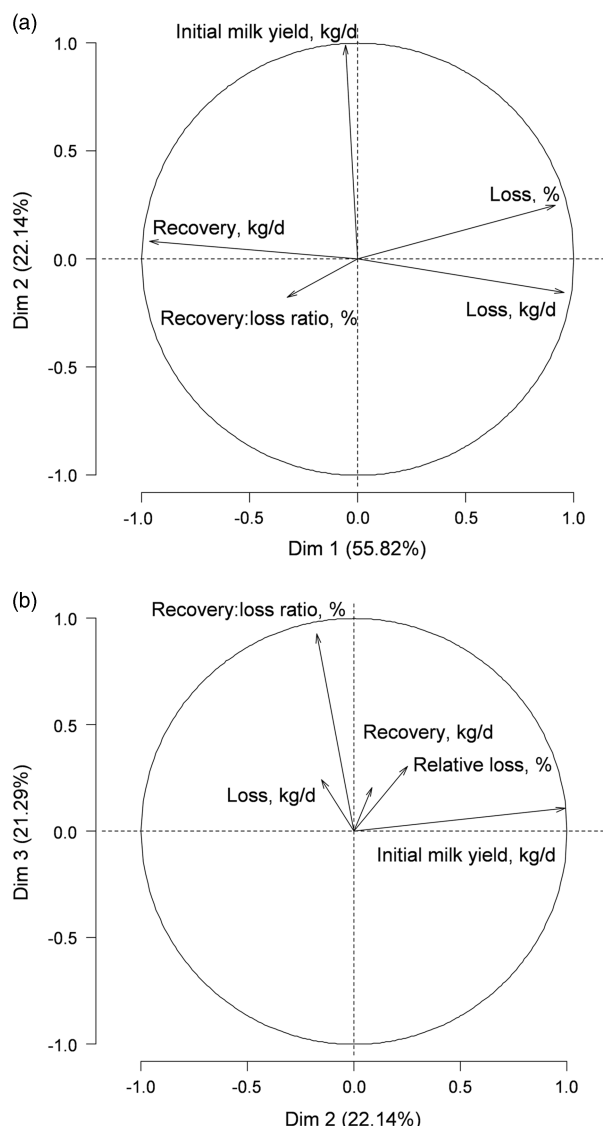 (a)
Initial milk yield, kg/d
1.0
0.5
Loss, %
Recovery, kg/d
Dim 2 (22.14%)
0.0
Recovery:loss ratio, %
Loss, kg/d
-0.5
-1.0
-1.0 -0.5 0.0 0.5 1.0
Dim 1 (55.82%)
(b)
Recovery:loss ratio, %
1.0
Recovery, kg/d
0.5
Relative loss, %
Loss, kg/d
Dim 3 (21.29%)
0.0
Initial milk yield, kg/d
-0.5
-1.0
-1.0 -0.5 0.0 0.5 1.0
Dim 2 (22.14%)